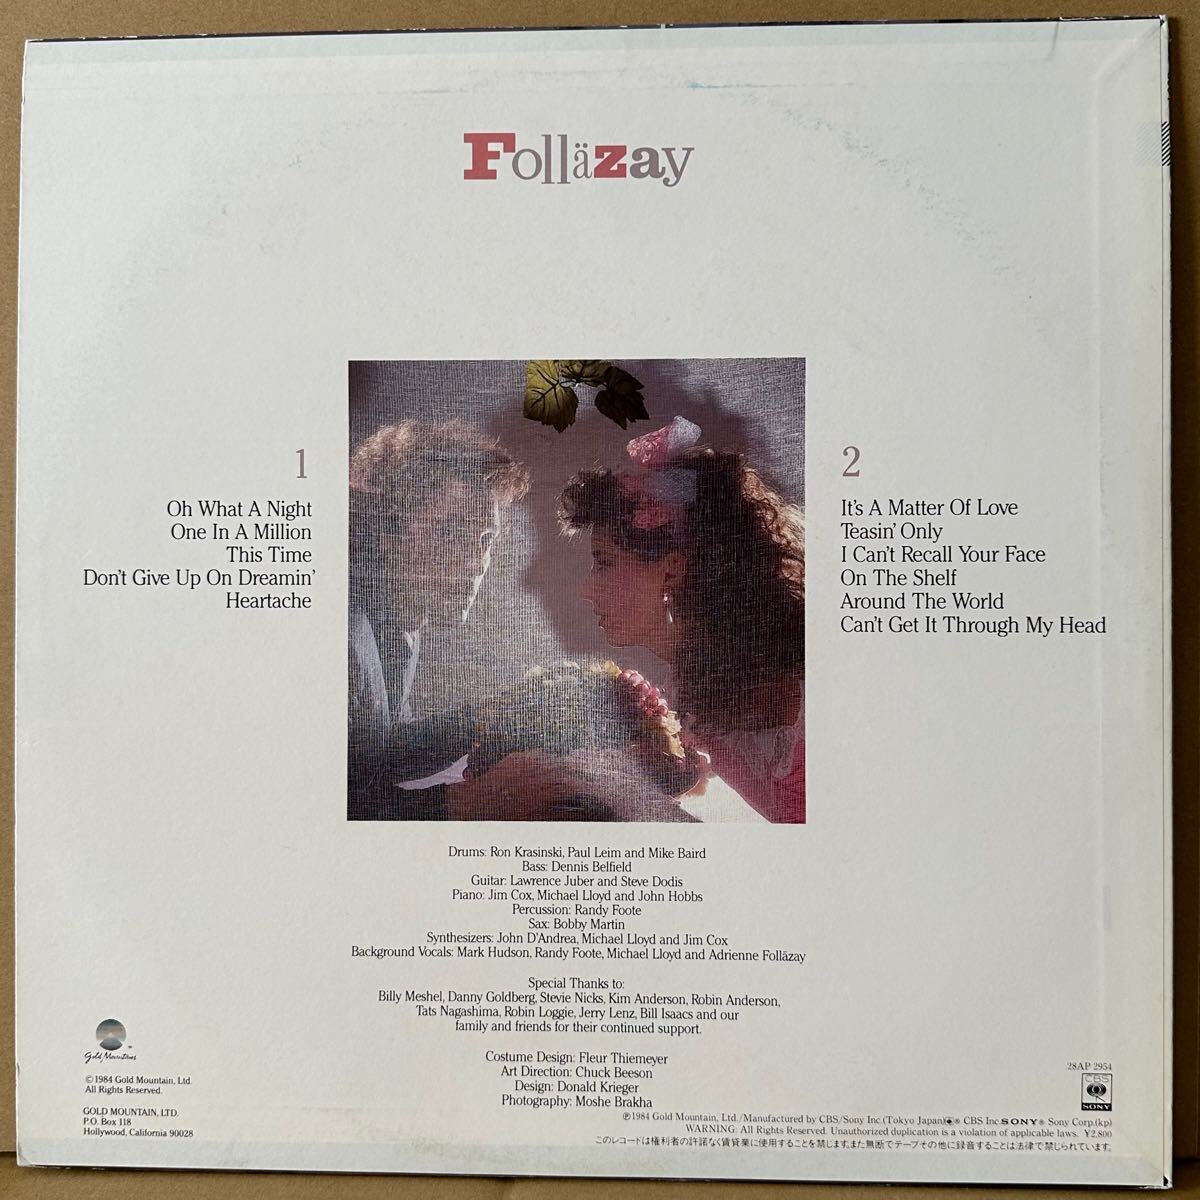 Folläzay
1
Oh What A Night
One In A Million
This Time
Don't Give Up On Dreamin'
Heartache
2
It's A Matter Of Love
Teasin' Only
I Can't Recall Your Face
On The Shelf
Around The World
Can't Get It Through My Head
Drums: Ron Krasinski, Paul Leim and Mike Baird
Bass: Dennis Belfield
Guitar: Lawrence Juber and Steve Dodis
Piano: Jim Cox, Michael Lloyd and John Hobbs
Percussion: Randy Foote
Sax: Bobby Martin
Synthesizers: John D'Andrea, Michael Lloyd and Jim Cox
Background Vocals: Mark Hudson, Randy Foote, Michael Lloyd and Adrienne Folläzay
Special Thanks to:
Billy Meshel, Danny Goldberg, Stevie Nicks, Kim Anderson, Robin Anderson,
Tats Nagashima, Robin Loggie, Jerry Lenz, Bill Isaacs and our
family and friends for their continued support.
Costume Design: Fleur Thiemeyer
Art Direction: Chuck Beeson
Design: Donald Krieger
Photography: Moshe Brakha
Gold Mountain
© 1984 Gold Mountain, Ltd.
All Rights Reserved.
GOLD MOUNTAIN, LTD.
P.O. Box 118
Hollywood, California 90028
28AP 2954
CBS
SONY
℗1984 Gold Mountain, Ltd./Manufactured by CBS/Sony Inc.(Tokyo Japan)® CBS Inc.SONY® Sony Corp.(kp)
WARNING: All Rights Reserved. Unauthorized duplication is a violation of applicable laws. ¥2,800
このレコードは権利者の許諾なく賃貸業に使用することを禁じます。また無断でテープその他に録音することは法律で禁じられています。